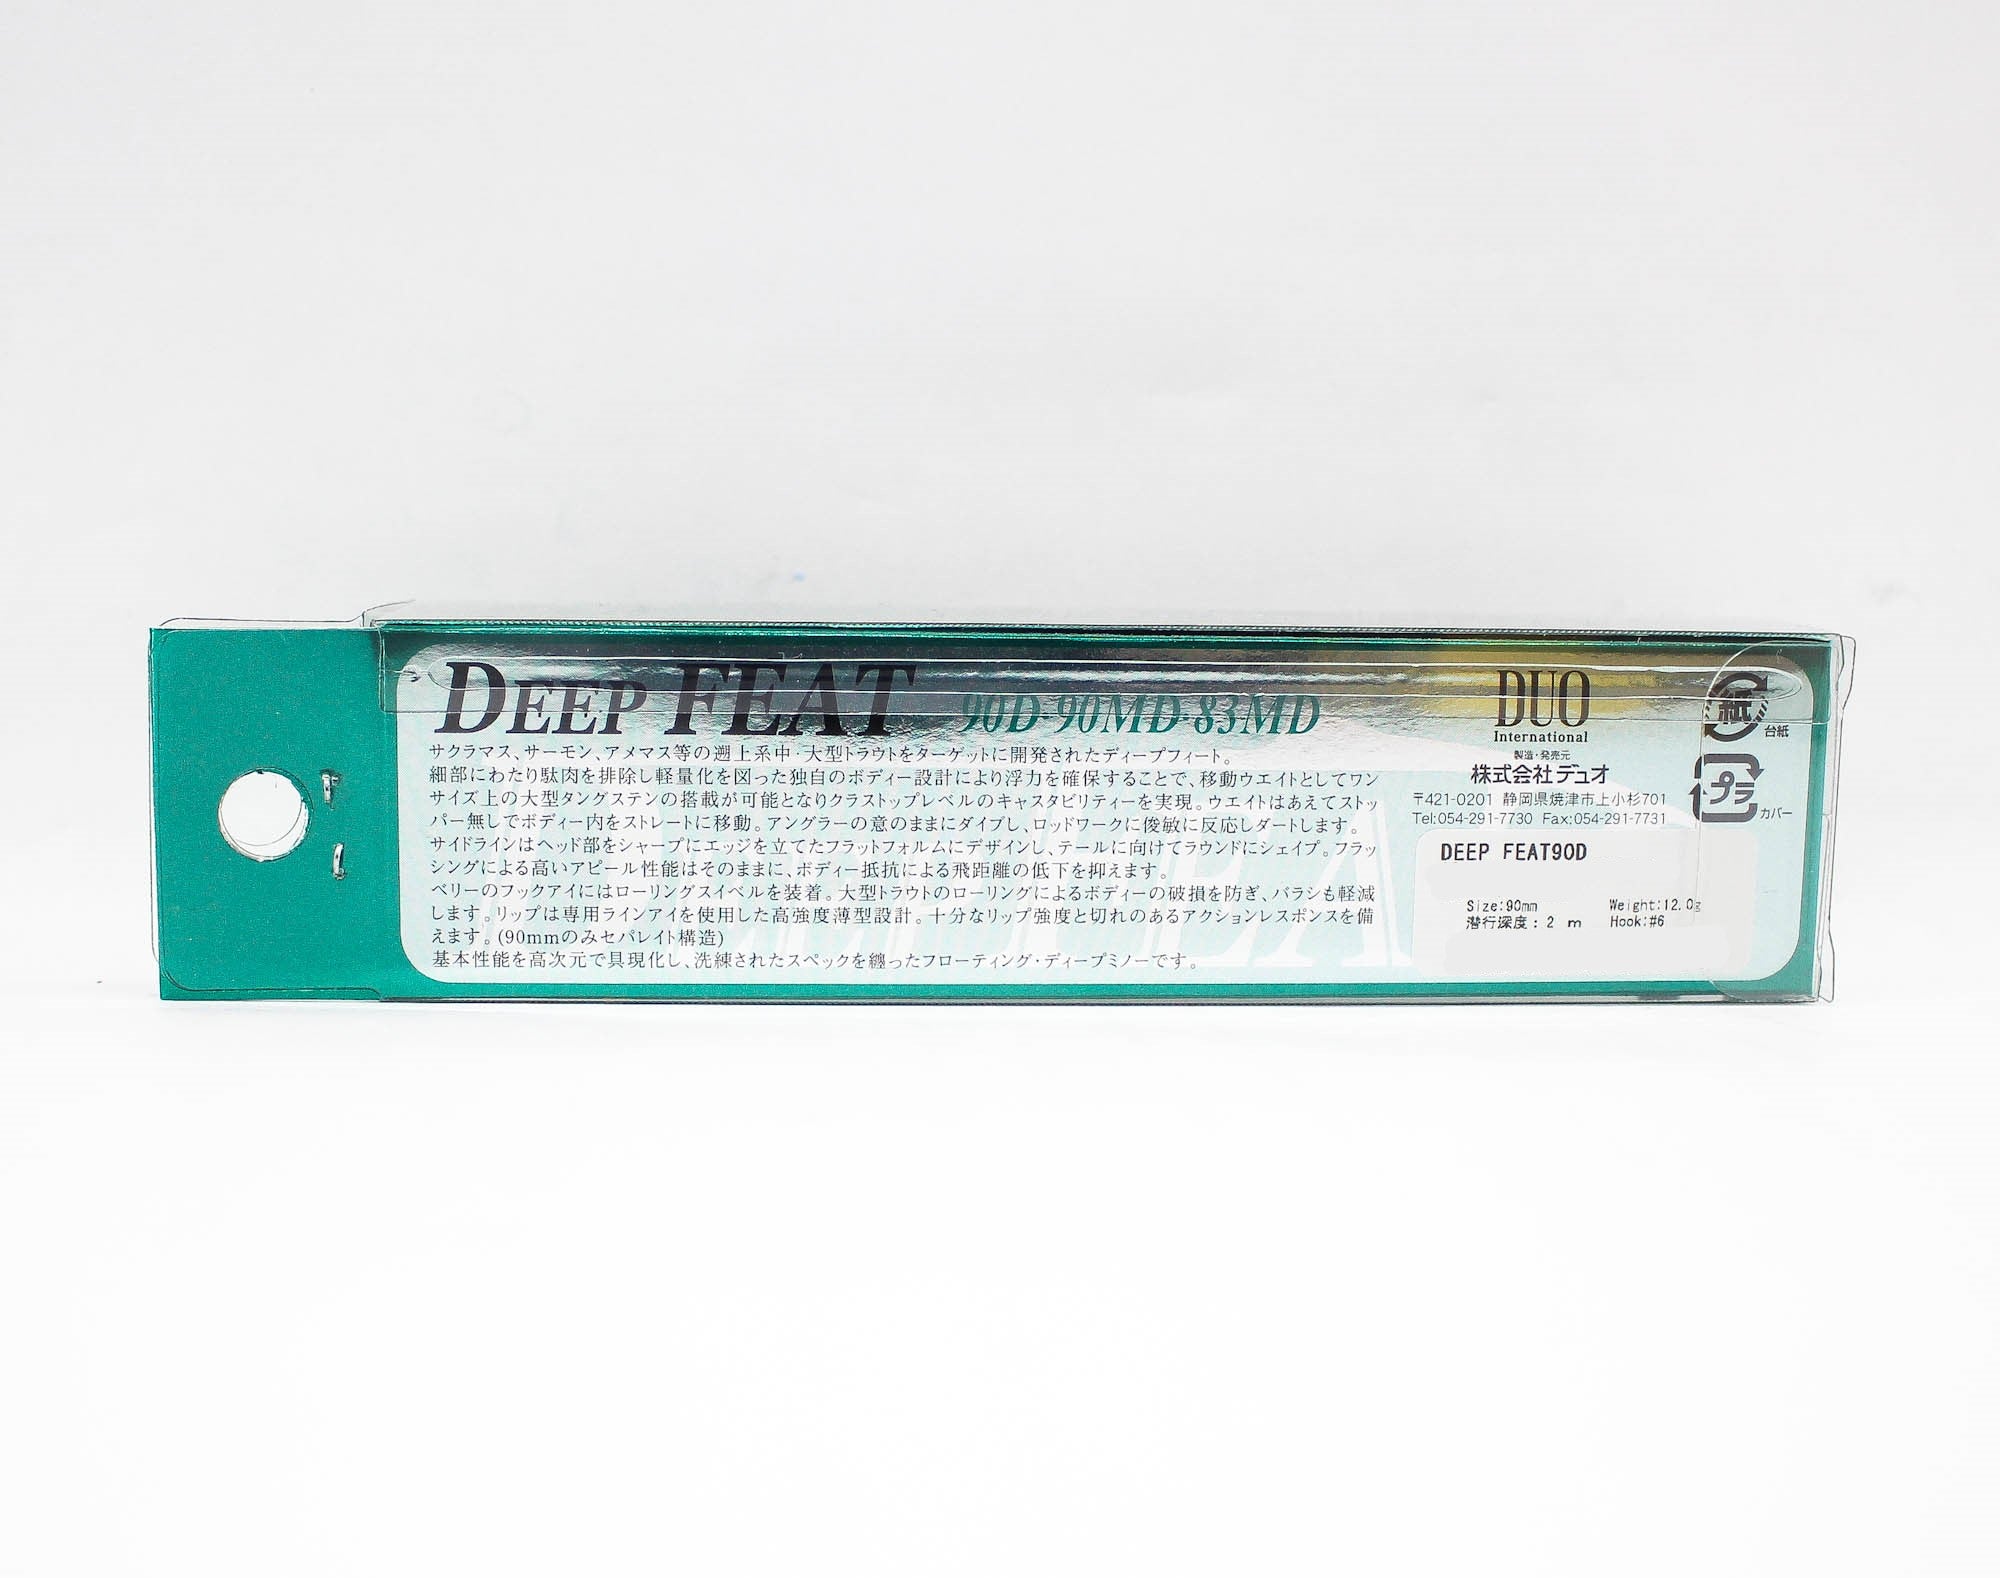 DEEP FEAT 90D·90MD·83MD
サクラマス、サーモン、アメマス等の遡上系中・大型トラウトをターゲットに開発されたディープフィート。
細部にわたり駄肉を排除し軽量化を図った独自のボディー設計により浮力を確保することで、移動ウエイトとしてワン
サイズ上の大型タングステンの搭載が可能となりクラストップレベルのキャスタビリティーを実現。ウエイトはあえてストッ
パー無しでボディー内をストレートに移動。アングラーの意のままにダイブし、ロッドワークに俊敏に反応しダートします。
サイドラインはヘッド部をシャープにエッジを立てたフラットフォルムにデザインし、テールに向けてラウンドにシェイプ。フラッ
シングによる高いアピール性能はそのままに、ボディー抵抗による飛距離の低下を抑えます。
ベリーのフックアイにはローリングスイベルを装着。大型トラウトのローリングによるボディーの破損を防ぎ、バラシも軽減
します。リップは専用ラインアイを使用した高強度薄型設計。十分なリップ強度と切れのあるアクションレスポンスを備
えます。(90mmのみセパレイト構造)
基本性能を高次元で具現化し、洗練されたスペックを纏ったフローティング・ディープミノーです。
DUO
International
製造・発売元
株式会社デュオ
〒421-0201 静岡県焼津市上小杉701
Tel:054-291-7730 Fax:054-291-7731
紙
台紙
プラ
カバー
DEEP FEAT90D
Size:90mm Weight:12.0g
潜行深度:2 m Hook:#6
DEEP FEA